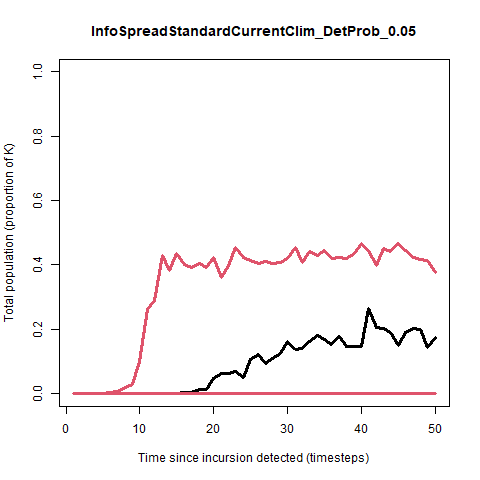 InfoSpreadStandardCurrentClim_DetProb_0.05
Total population (proportion of K)
1.0
0.8
0.6
0.4
0.2
0.0
0 10 20 30 40 50
Time since incursion detected (timesteps)